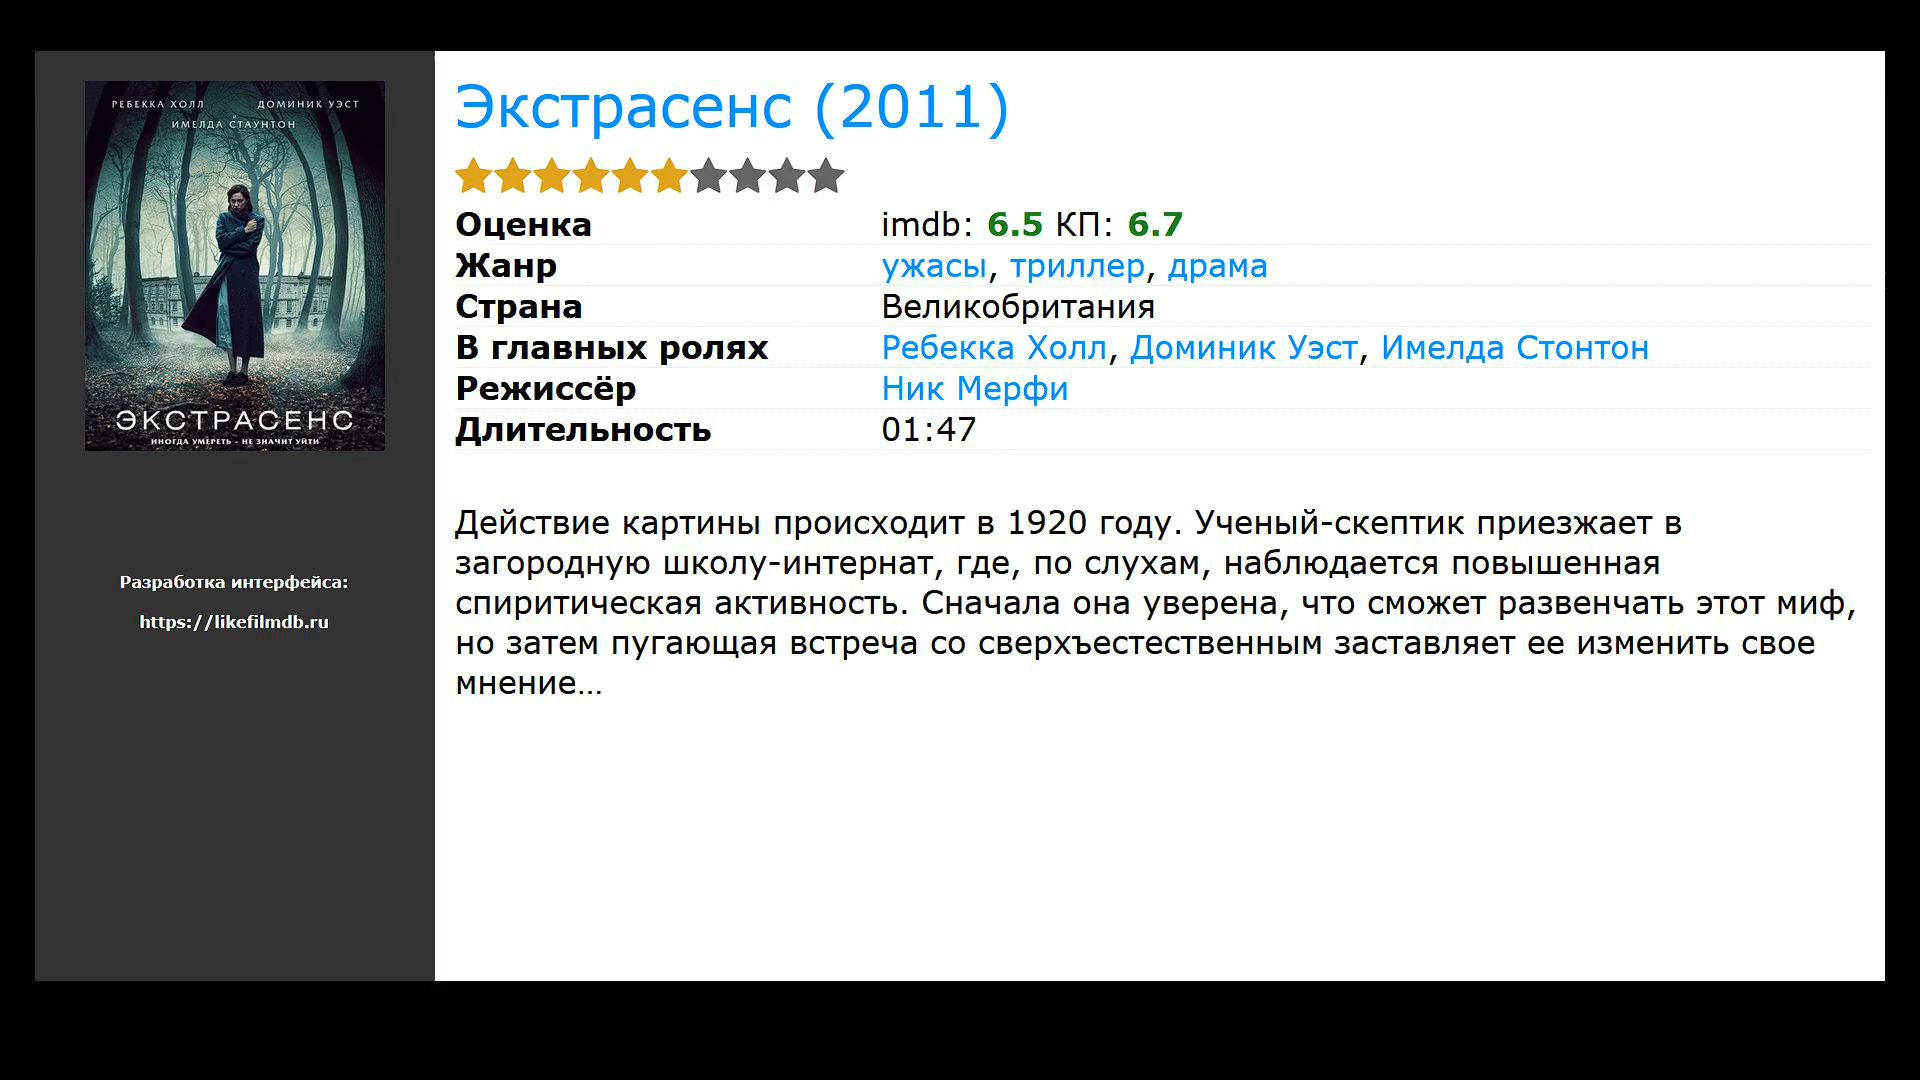 РЕБЕККА ХОЛЛ ДОМИНИК УЭСТ
И
ИМЕЛДА СТАУНТОН
ЭКСТРАСЕНС
ИНОГДА УМЕРЕТЬ - НЕ ЗНАЧИТ УЙТИ
Разработка интерфейса:
https://likefilmdb.ru
Экстрасенс (2011)
Оценка imdb: 6.5 КП: 6.7
Жанр ужасы, триллер, драма
Страна Великобритания
В главных ролях Ребекка Холл, Доминик Уэст, Имелда Стонтон
Режиссёр Ник Мерфи
Длительность 01:47
Действие картины происходит в 1920 году. Ученый-скептик приезжает в
загородную школу-интернат, где, по слухам, наблюдается повышенная
спиритическая активность. Сначала она уверена, что сможет развенчать этот миф,
но затем пугающая встреча со сверхъестественным заставляет ее изменить свое
мнение…